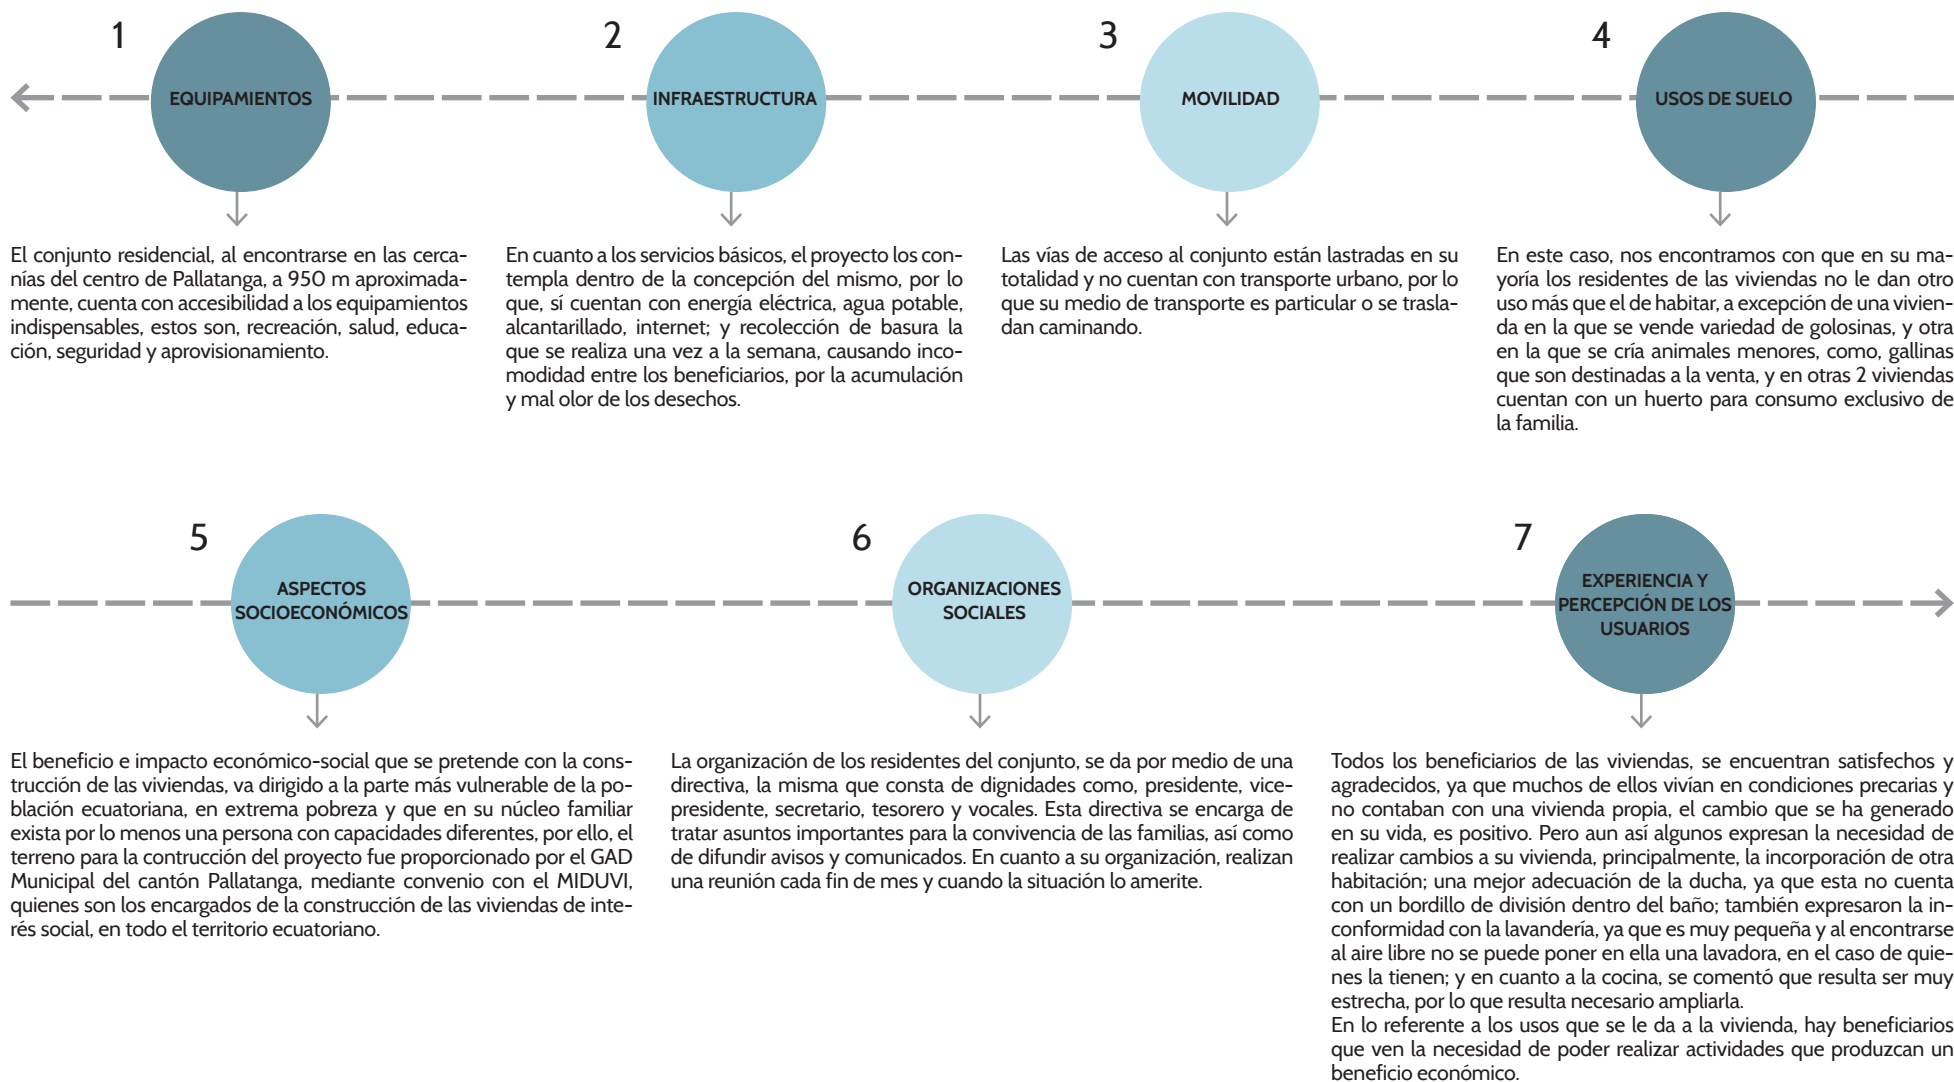 1
EQUIPAMIENTOS
El conjunto residencial, al encontrarse en las cerca-
nías del centro de Pallatanga, a 950 m aproximada-
mente, cuenta con accesibilidad a los equipamientos
indispensables, estos son, recreación, salud, educa-
ción, seguridad y aprovisionamiento.
2
INFRAESTRUCTURA
En cuanto a los servicios básicos, el proyecto los con-
templa dentro de la concepción del mismo, por lo
que, sí cuentan con energía eléctrica, agua potable,
alcantarillado, internet; y recolección de basura la
que se realiza una vez a la semana, causando inco-
modidad entre los beneficiarios, por la acumulación
y mal olor de los desechos.
3
MOVILIDAD
Las vías de acceso al conjunto están lastradas en su
totalidad y no cuentan con transporte urbano, por lo
que su medio de transporte es particular o se trasla-
dan caminando.
4
USOS DE SUELO
En este caso, nos encontramos con que en su ma-
yoría los residentes de las viviendas no le dan otro
uso más que el de habitar, a excepción de una vivien-
da en la que se vende variedad de golosinas, y otra
en la que se cría animales menores, como, gallinas
que son destinadas a la venta, y en otras 2 viviendas
cuentan con un huerto para consumo exclusivo de
la familia.
5
ASPECTOS
SOCIOECONÓMICOS
El beneficio e impacto económico-social que se pretende con la cons-
trucción de las viviendas, va dirigido a la parte más vulnerable de la po-
blación ecuatoriana, en extrema pobreza y que en su núcleo familiar
exista por lo menos una persona con capacidades diferentes, por ello, el
terreno para la contrucción del proyecto fue proporcionado por el GAD
Municipal del cantón Pallatanga, mediante convenio con el MIDUVI,
quienes son los encargados de la construcción de las viviendas de inte-
rés social, en todo el territorio ecuatoriano.
6
ORGANIZACIONES
SOCIALES
La organización de los residentes del conjunto, se da por medio de una
directiva, la misma que consta de dignidades como, presidente, vice-
presidente, secretario, tesorero y vocales. Esta directiva se encarga de
tratar asuntos importantes para la convivencia de las familias, así como
de difundir avisos y comunicados. En cuanto a su organización, realizan
una reunión cada fin de mes y cuando la situación lo amerite.
7
EXPERIENCIA Y
PERCEPCIÓN DE LOS
USUARIOS
Todos los beneficiarios de las viviendas, se encuentran satisfechos y
agradecidos, ya que muchos de ellos vivían en condiciones precarias y
no contaban con una vivienda propia, el cambio que se ha generado
en su vida, es positivo. Pero aun así algunos expresan la necesidad de
realizar cambios a su vivienda, principalmente, la incorporación de otra
habitación; una mejor adecuación de la ducha, ya que esta no cuenta
con un bordillo de división dentro del baño; también expresaron la in-
conformidad con la lavandería, ya que es muy pequeña y al encontrarse
al aire libre no se puede poner en ella una lavadora, en el caso de quie-
nes la tienen; y en cuanto a la cocina, se comentó que resulta ser muy
estrecha, por lo que resulta necesario ampliarla.
En lo referente a los usos que se le da a la vivienda, hay beneficiarios
que ven la necesidad de poder realizar actividades que produzcan un
beneficio económico.